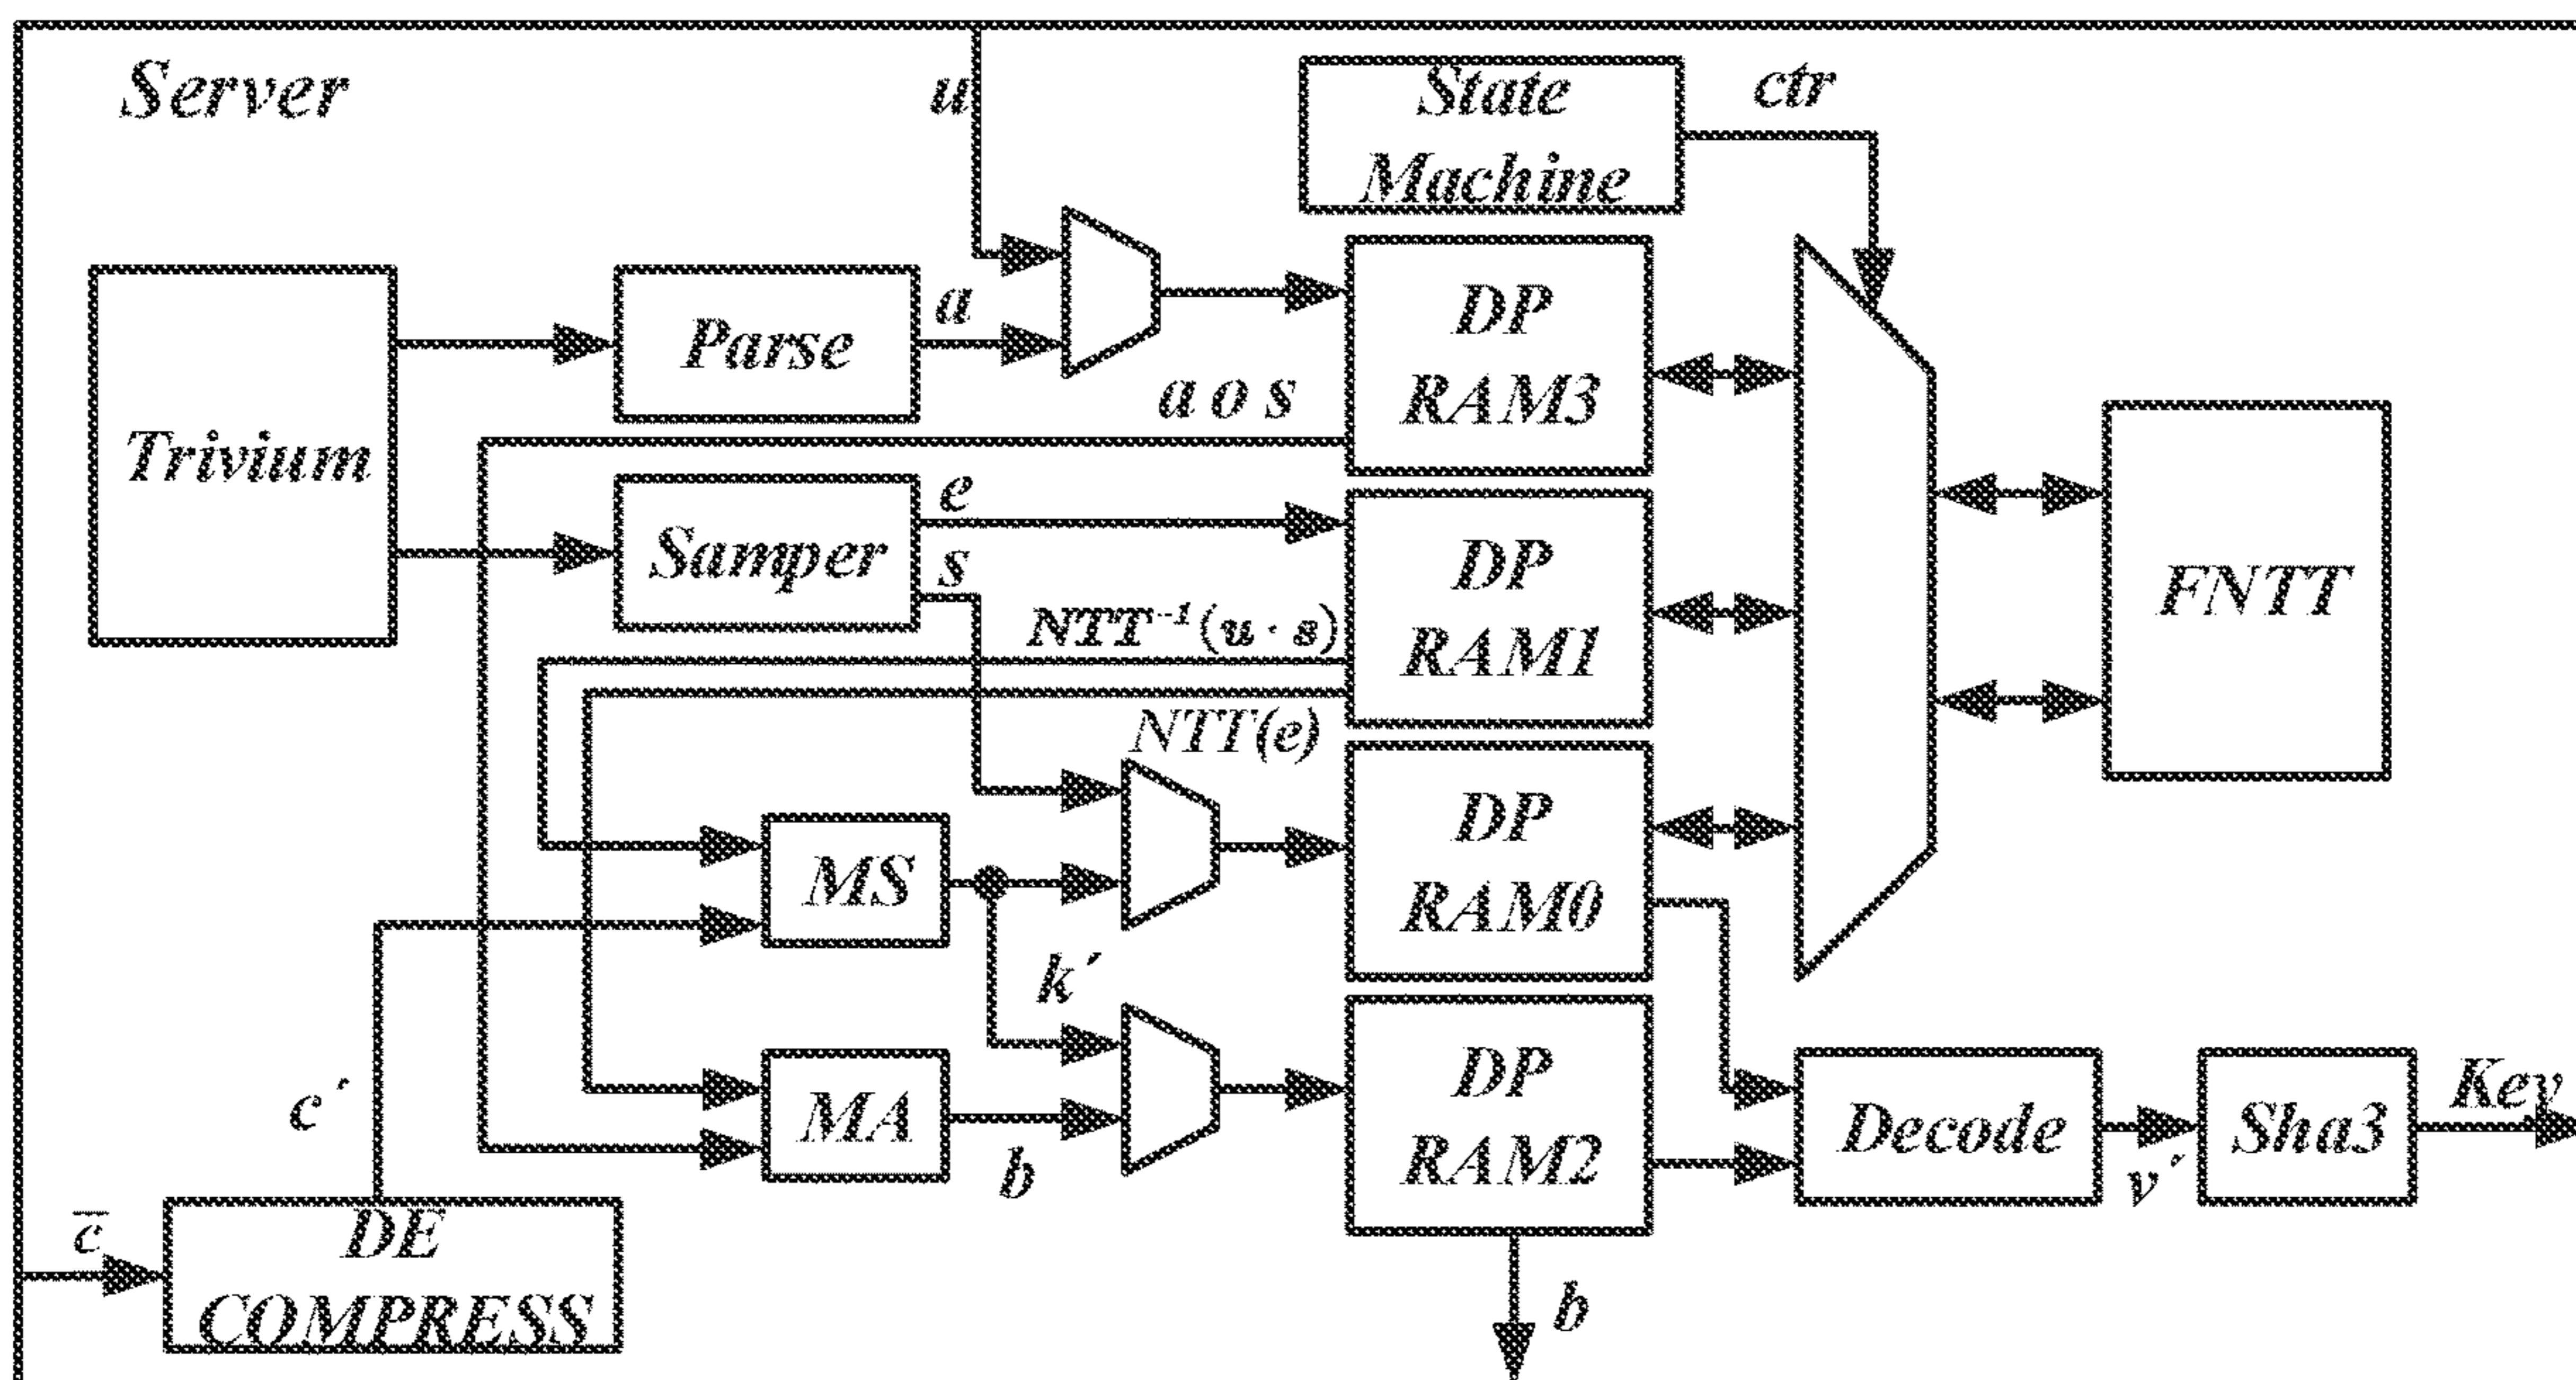 Server
u
State
Machine
ctr
Trivium
Parse
a
a o s
DP
RAM3
Samper
e
s
NTT⁻¹(u · s)
NTT(e)
DP
RAM1
FNTT
MS
k´
DP
RAM0
MA
b
DP
RAM2
c´
c̅
DE
COMPRESS
b
Decode
v´
Sha3
Key